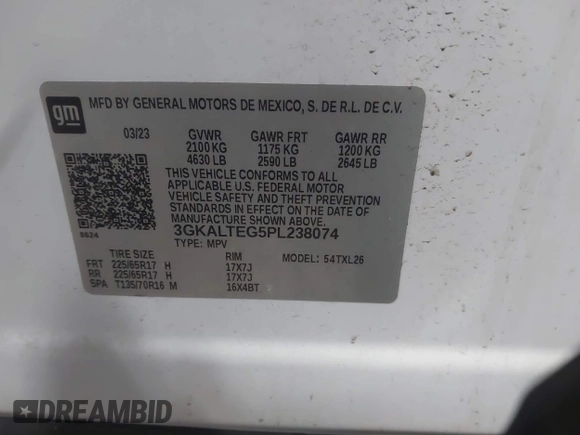 gm
MFD BY GENERAL MOTORS DE MEXICO, S. DE R.L. DE C.V.
03/23 GVWR GAWR FRT GAWR RR
2100 KG 1175 KG 1200 KG
4630 LB 2590 LB 2645 LB
THIS VEHICLE CONFORMS TO ALL
APPLICABLE U.S. FEDERAL MOTOR
VEHICLE SAFETY AND THEFT PREVENTION
STANDARDS IN EFFECT ON THE DATE OF
MANUFACTURE SHOWN ABOVE.
8624
3GKALTEG5PL238074
TYPE: MPV
TIRE SIZE RIM MODEL: 54TXL26
FRT 225/65R17 H 17X7J
RR 225/65R17 H 17X7J
SPA T135/70R16 M 16X4BT
DREAMBID